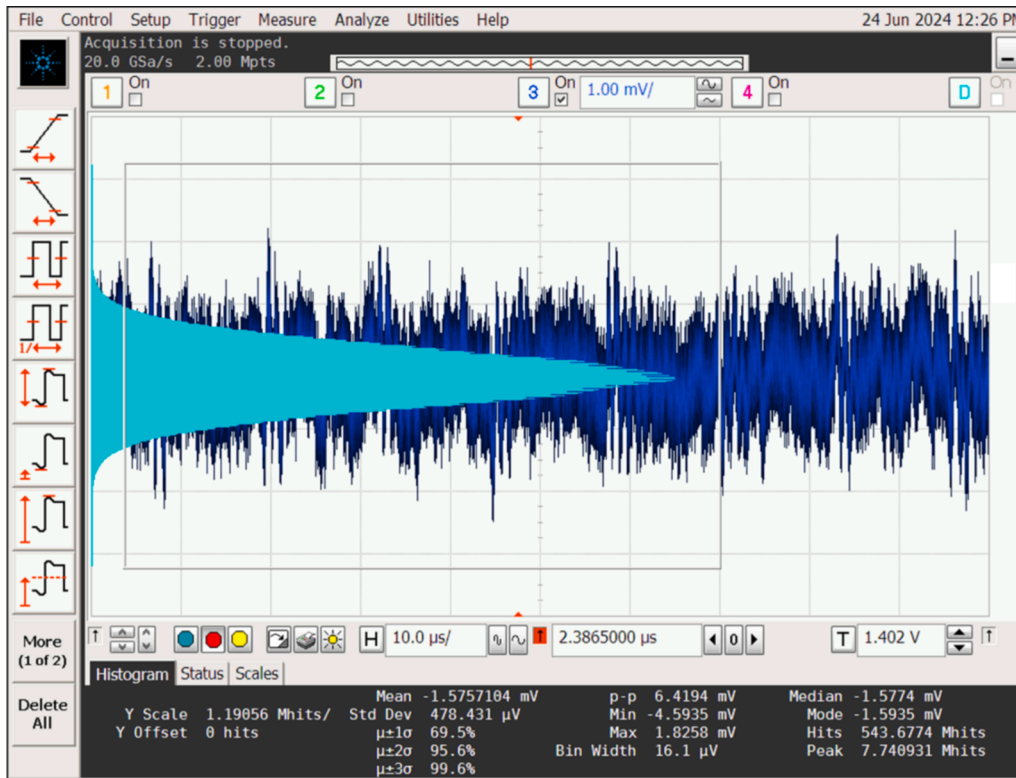 File Control Setup Trigger Measure Analyze Utilities Help 24 Jun 2024 12:26 PM
Acquisition is stopped.
20.0 GSa/s 2.00 Mpts
1 On 2 On 3 On 1.00 mV/ 4 On D On
1/
More
(1 of 2)
Delete
All
H 10.0 µs/ 2.3865000 µs 0 T 1.402 V
Histogram Status Scales
Mean -1.5757104 mV p-p 6.4194 mV Median -1.5774 mV
Y Scale 1.19056 Mhits/ Std Dev 478.431 µV Min -4.5935 mV Mode -1.5935 mV
Y Offset 0 hits µ±1σ 69.5% Max 1.8258 mV Hits 543.6774 Mhits
µ±2σ 95.6% Bin Width 16.1 µV Peak 7.740931 Mhits
µ±3σ 99.6%